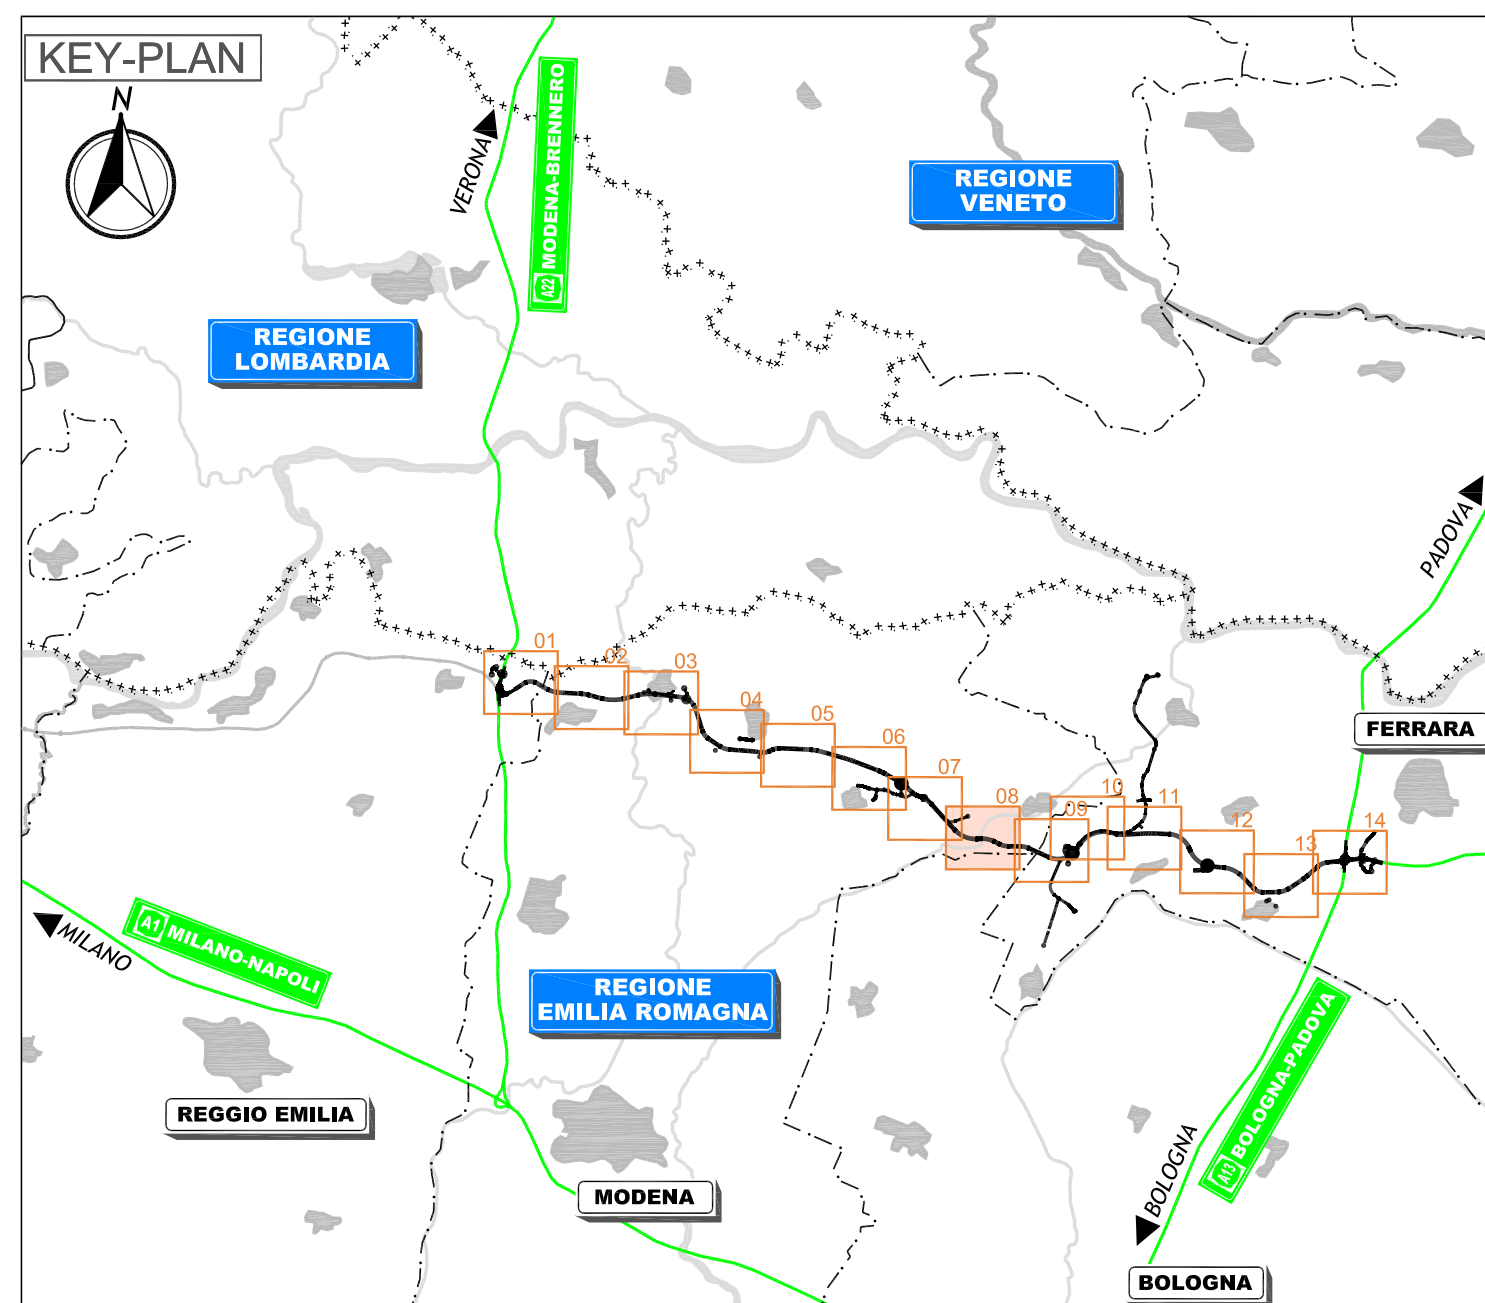 KEY-PLAN
N
VERONA
A22 MODENA-BRENNERO
REGIONE
VENETO
REGIONE
LOMBARDIA
PADOVA
01
02
03
04
05
06
07
08
09
10
11
12
13
14
FERRARA
A1 MILANO-NAPOLI
MILANO
REGIONE
EMILIA ROMAGNA
REGGIO EMILIA
MODENA
A13 BOLOGNA-PADOVA
BOLOGNA
BOLOGNA